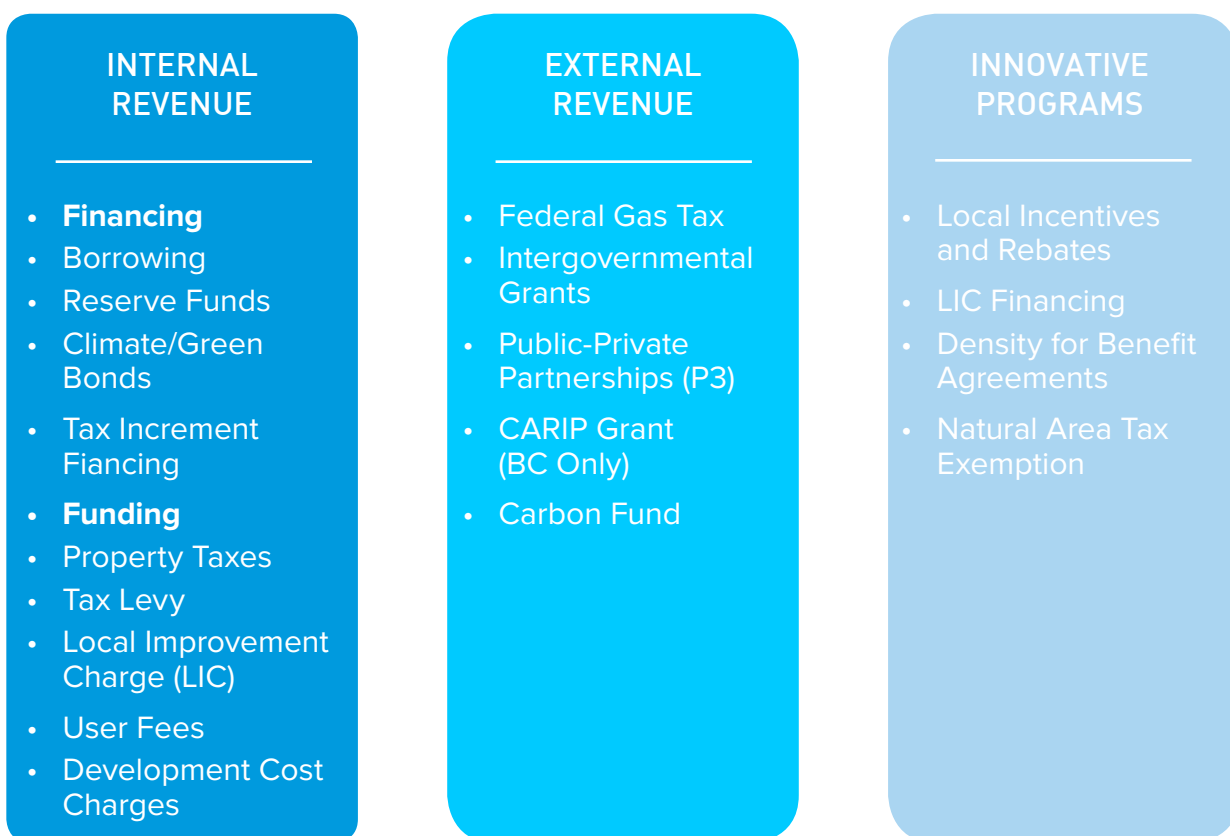 INTERNAL
REVENUE
• Financing
• Borrowing
• Reserve Funds
• Climate/Green
Bonds
• Tax Increment
Fiancing
• Funding
• Property Taxes
• Tax Levy
• Local Improvement
Charge (LIC)
• User Fees
• Development Cost
Charges
EXTERNAL
REVENUE
• Federal Gas Tax
• Intergovernmental
Grants
• Public-Private
Partnerships (P3)
• CARIP Grant
(BC Only)
• Carbon Fund
INNOVATIVE
PROGRAMS
• Local Incentives
and Rebates
• LIC Financing
• Density for Benefit
Agreements
• Natural Area Tax
Exemption